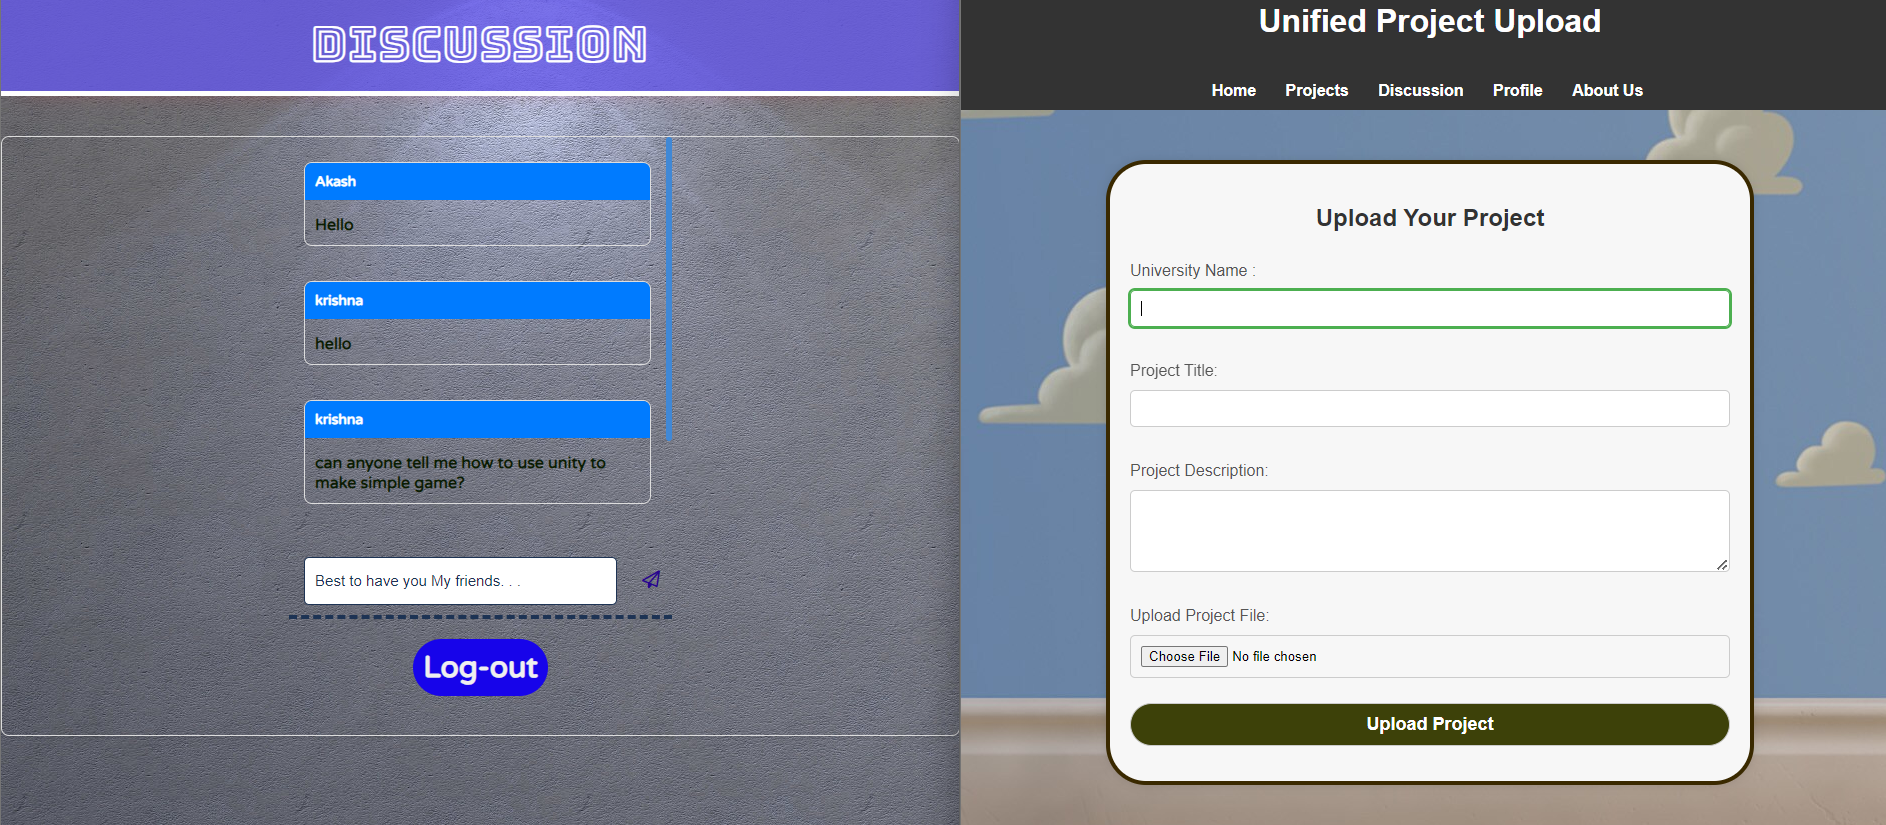 DISCUSSION
Akash
Hello
krishna
hello
krishna
can anyone tell me how to use unity to
make simple game?
Best to have you My friends. . .
Log-out
Unified Project Upload
Home Projects Discussion Profile About Us
Upload Your Project
University Name :
Project Title:
Project Description:
Upload Project File:
Choose File No file chosen
Upload Project